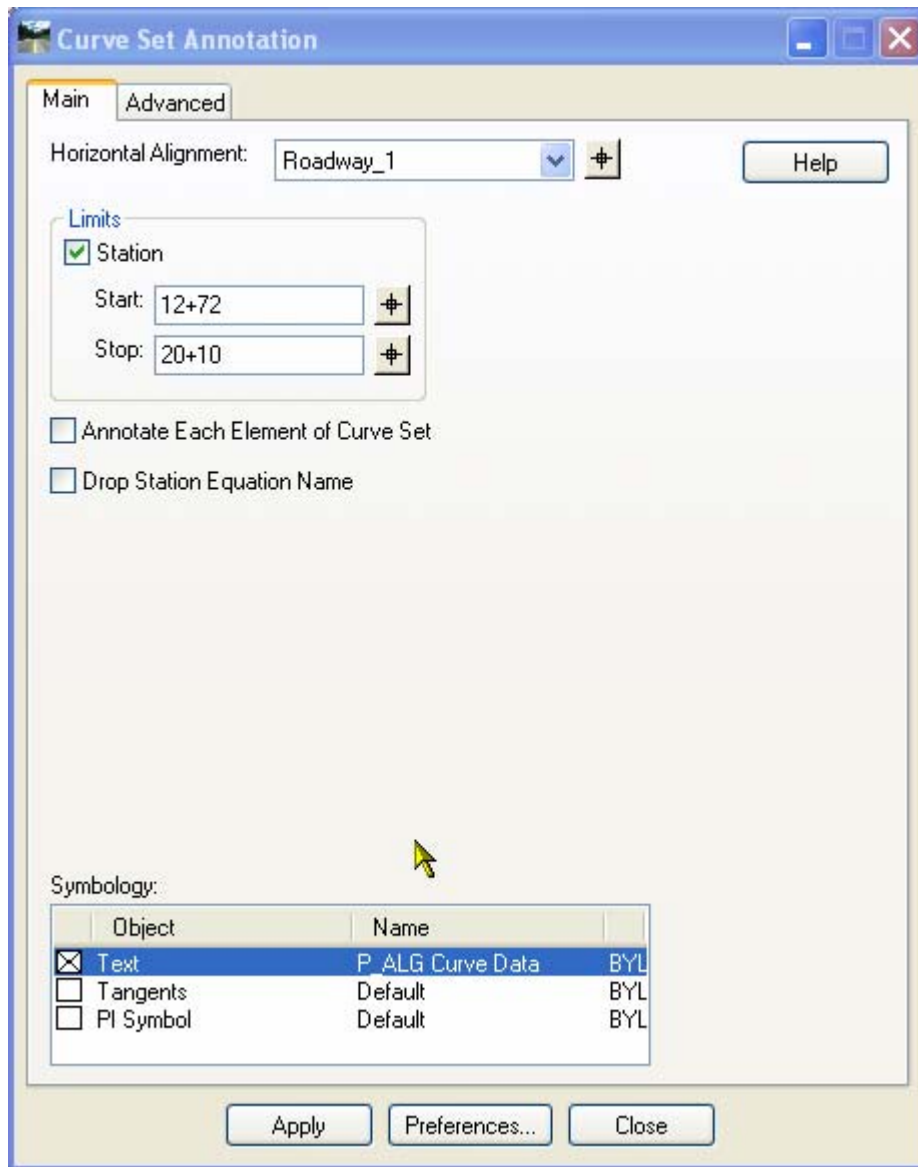 Curve Set Annotation
Main Advanced
Horizontal Alignment: Roadway_1 Help
Limits
Station
Start: 12+72
Stop: 20+10
Annotate Each Element of Curve Set
Drop Station Equation Name
Symbology:
Object Name
Text P_ALG Curve Data BYL
Tangents Default BYL
PI Symbol Default BYL
Apply Preferences... Close